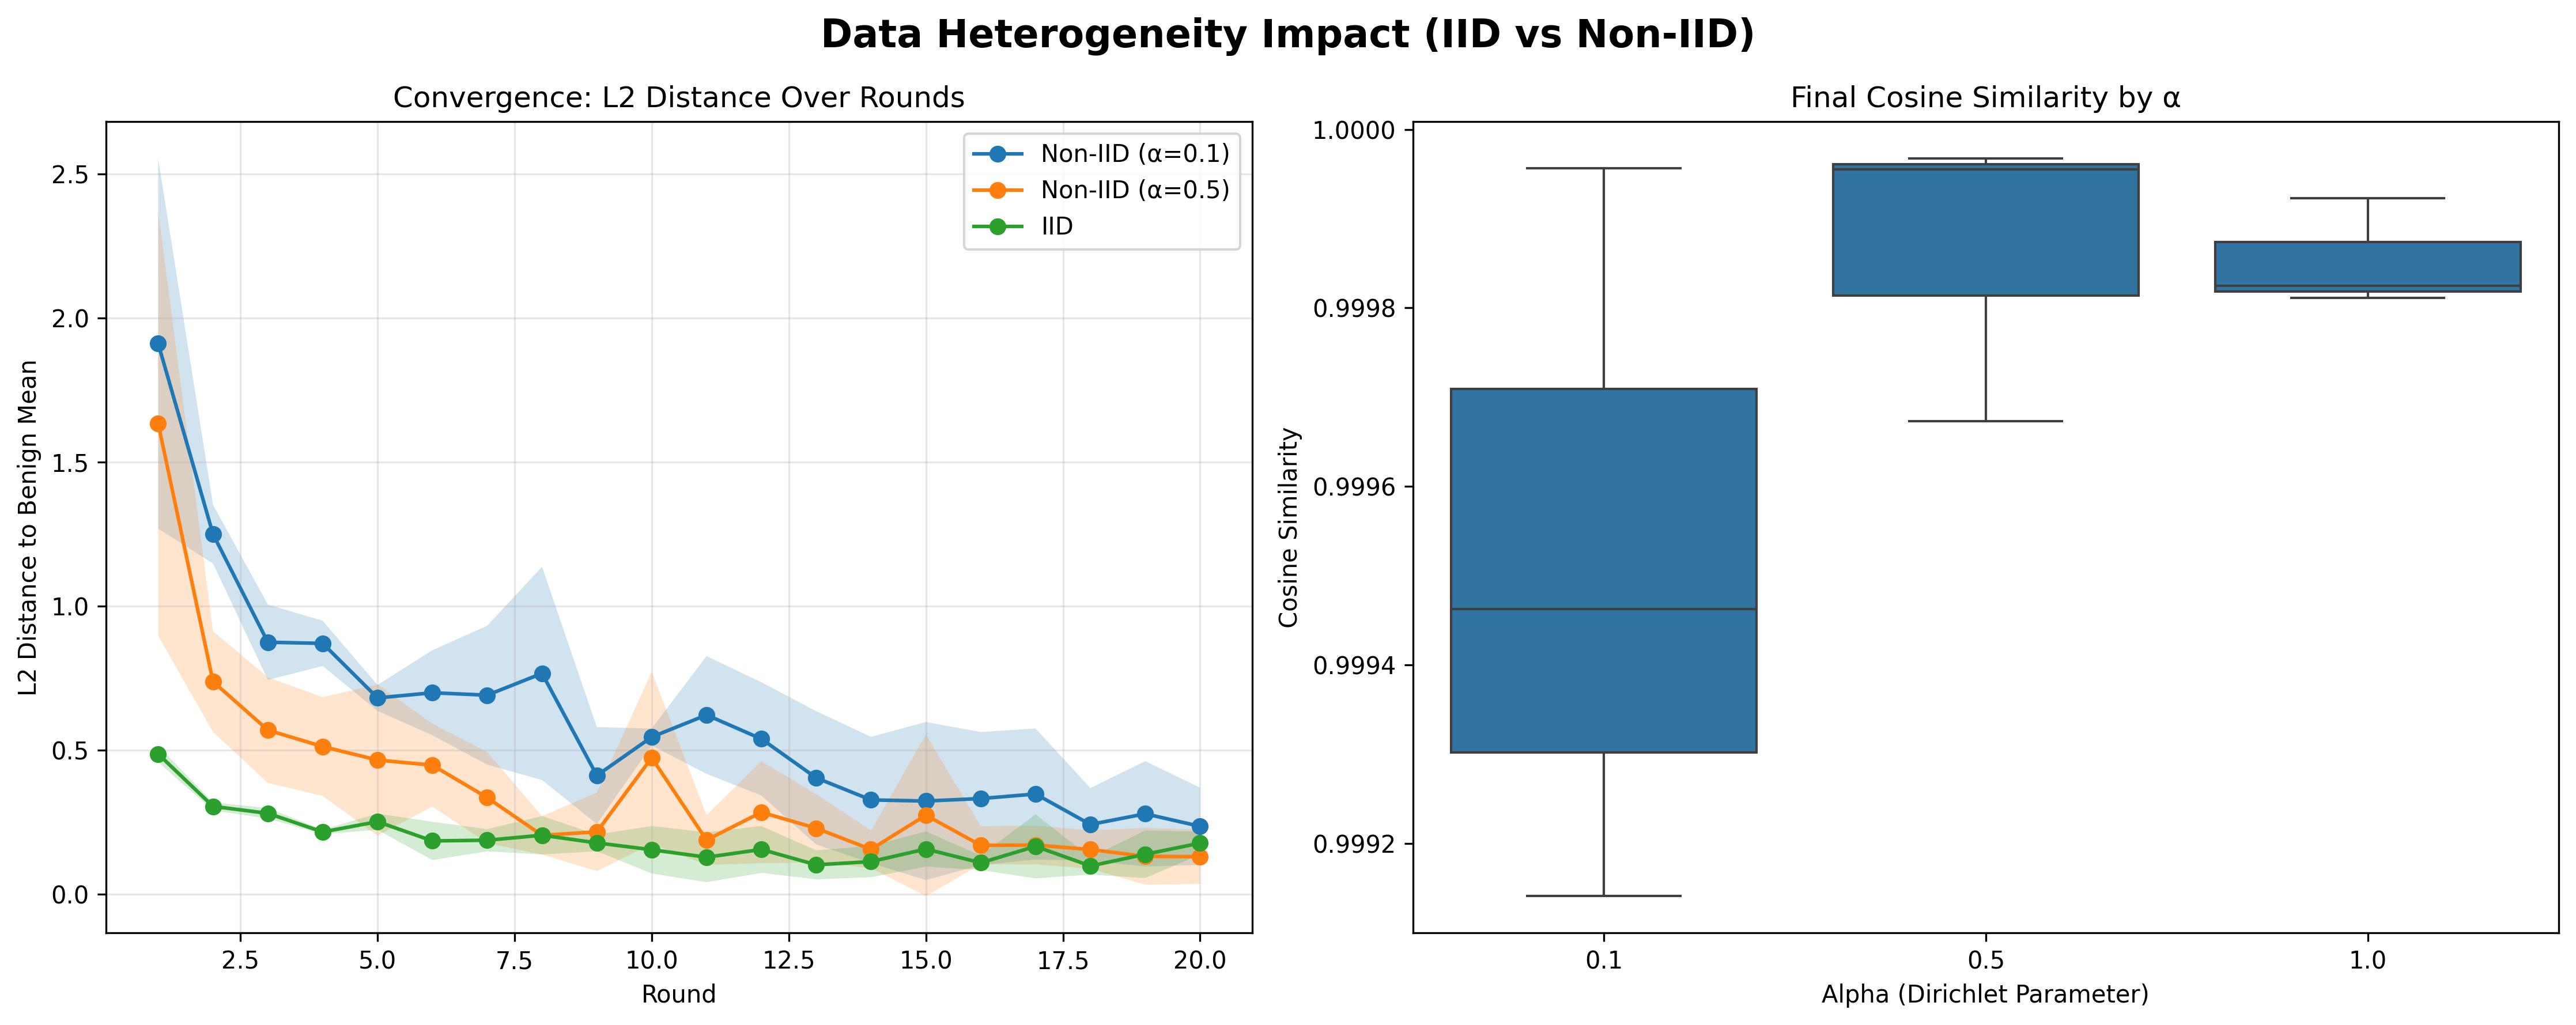 Data Heterogeneity Impact (IID vs Non-IID)
Convergence: L2 Distance Over Rounds
L2 Distance to Benign Mean
2.5
2.0
1.5
1.0
0.5
0.0
Non-IID (α=0.1)
Non-IID (α=0.5)
IID
2.5 5.0 7.5 10.0 12.5 15.0 17.5 20.0
Round
Final Cosine Similarity by α
Cosine Similarity
1.0000
0.9998
0.9996
0.9994
0.9992
0.1 0.5 1.0
Alpha (Dirichlet Parameter)